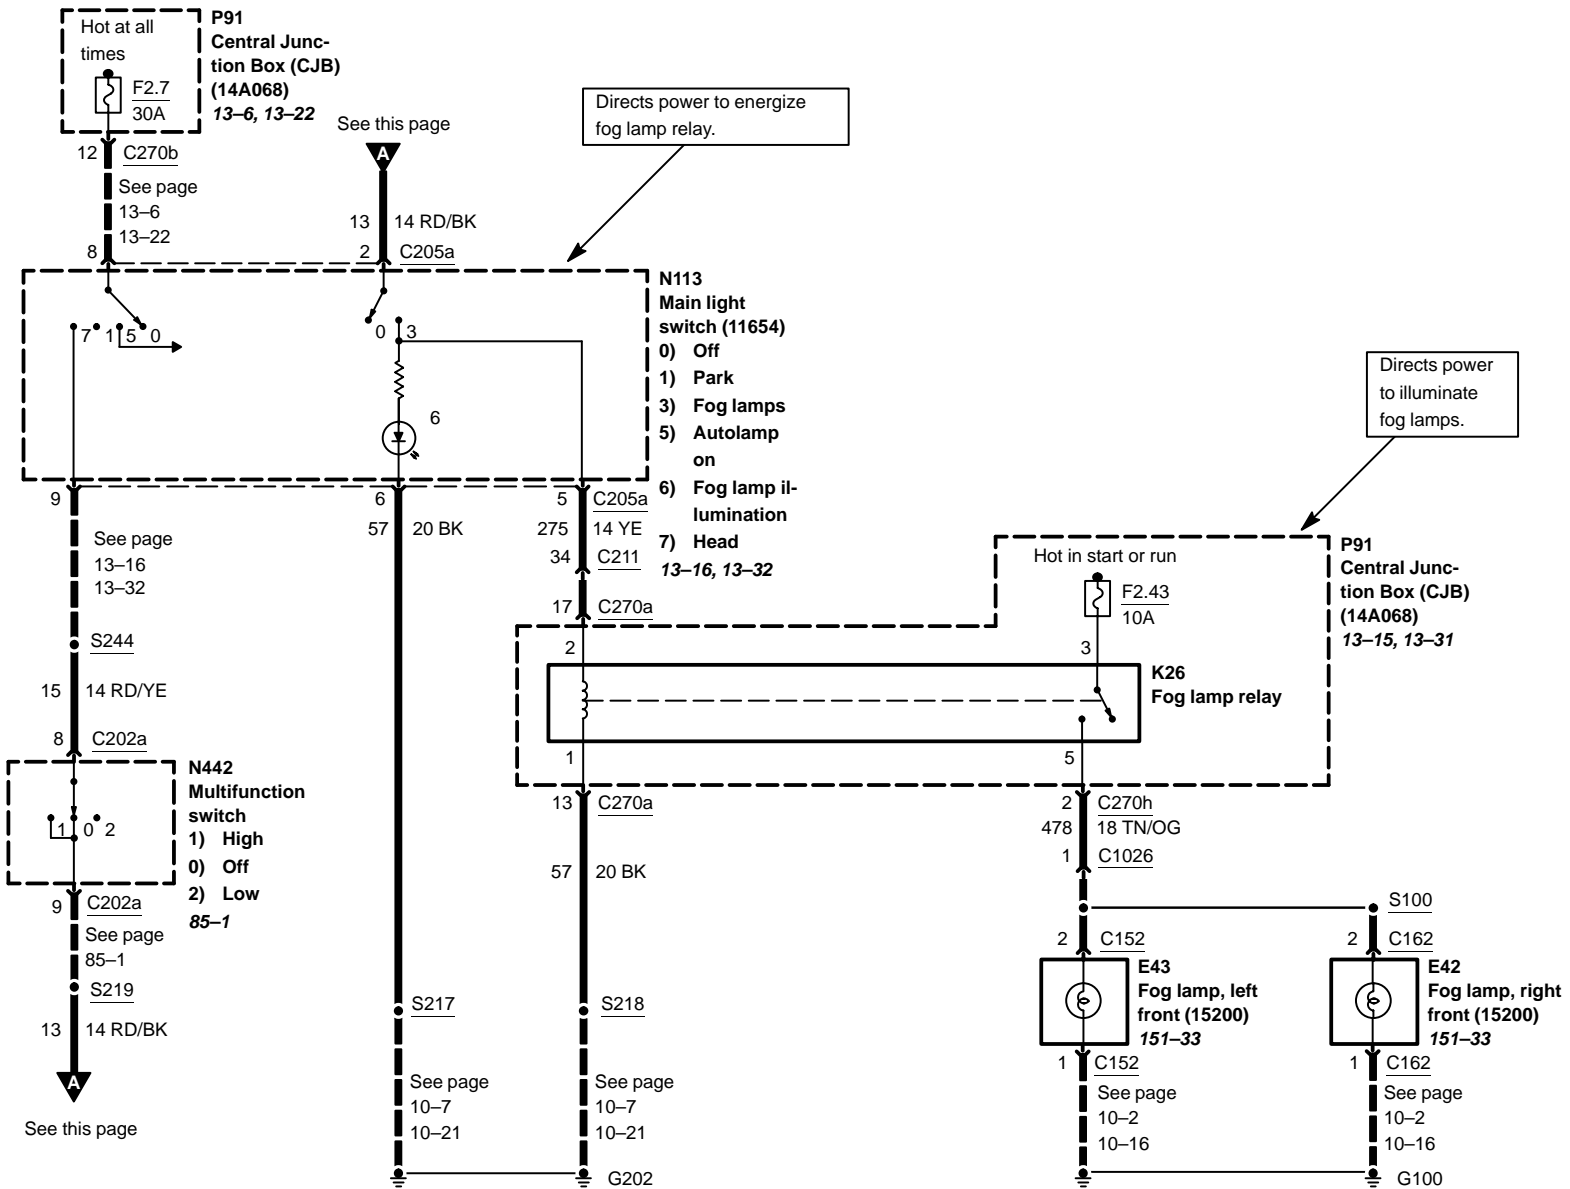 Hot at all
times
F2.7
30A
P91
Central Junc-
tion Box (CJB)
(14A068)
13–6, 13–22
12 C270b
See page
13–6
13–22
8
See this page
A
13 14 RD/BK
2 C205a
Directs power to energize
fog lamp relay.
7 1 5 0
0 3
6
N113
Main light
switch (11654)
0) Off
1) Park
3) Fog lamps
5) Autolamp
on
6) Fog lamp il-
lumination
7) Head
13–16, 13–32
9
See page
13–16
13–32
S244
15 14 RD/YE
8 C202a
6
57 20 BK
5 C205a
275 14 YE
34 C211
17 C270a
Directs power
to illuminate
fog lamps.
Hot in start or run
F2.43
10A
P91
Central Junc-
tion Box (CJB)
(14A068)
13–15, 13–31
2
3
K26
Fog lamp relay
1
5
N442
Multifunction
switch
1) High
0) Off
2) Low
85–1
1 0 2
9 C202a
See page
85–1
S219
13 14 RD/BK
A
See this page
13 C270a
57 20 BK
2 C270h
478 18 TN/OG
1 C1026
S100
2 C152
2 C162
E43
Fog lamp, left
front (15200)
151–33
E42
Fog lamp, right
front (15200)
151–33
S217
S218
1 C152
1 C162
See page
10–7
10–21
See page
10–7
10–21
See page
10–2
10–16
See page
10–2
10–16
G202
G100